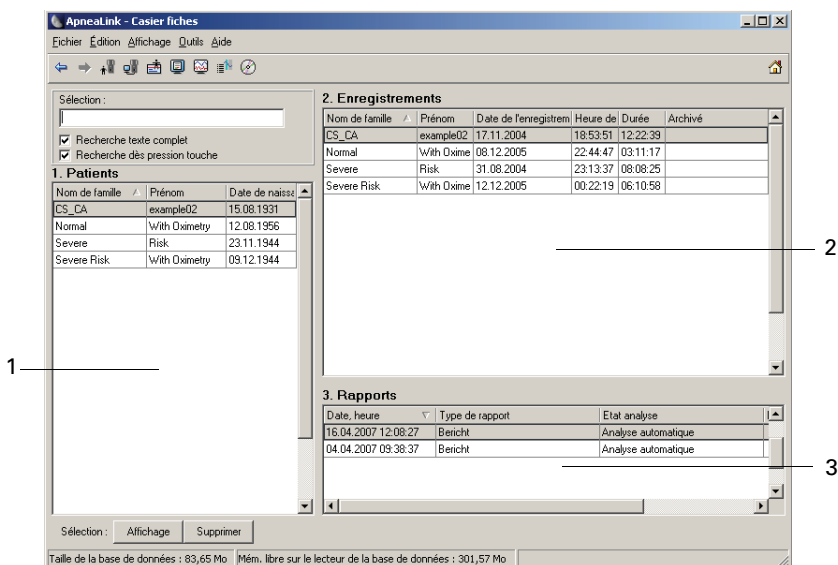 ApneaLink - Casier fiches
Fichier Édition Affichage Outils Aide
Sélection :
Recherche texte complet
Recherche dès pression touche
1. Patients
Nom de famille Prénom Date de naissa
CS_CA example02 15.08.1931
Normal With Oximetry 12.08.1956
Severe Risk 23.11.1944
Severe Risk With Oximetry 09.12.1944
1
2. Enregistrements
Nom de famille Prénom Date de l'enregistrem Heure de Durée Archivé
CS_CA example02 17.11.2004 18:53:51 12:22:39
Normal With Oxime 08.12.2005 22:44:47 03:11:17
Severe Risk 31.08.2004 23:13:37 08:08:25
Severe Risk With Oxime 12.12.2005 00:22:19 06:10:58
2
3. Rapports
Date, heure Type de rapport Etat analyse
16.04.2007 12:08:27 Bericht Analyse automatique
04.04.2007 09:38:37 Bericht Analyse automatique
3
Sélection : Affichage Supprimer
Taille de la base de données : 83,65 Mo Mém. libre sur le lecteur de la base de données : 301,57 Mo